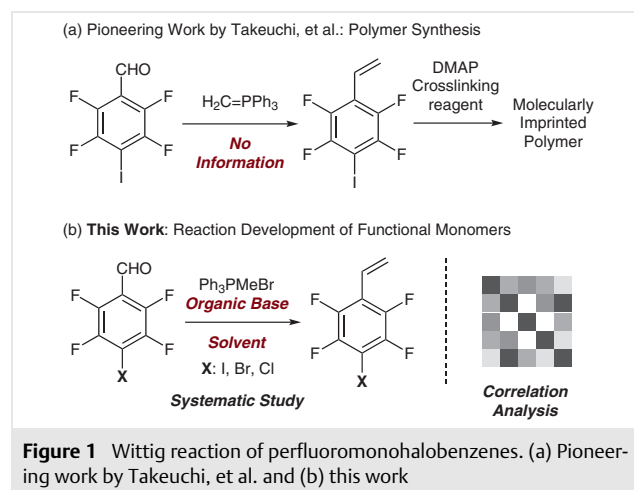 (a) Pioneering Work by Takeuchi, et al.: Polymer Synthesis
CHO
F F
F F
I
H2C=PPh3
No
Information
F F
F F
I
DMAP
Crosslinking
reagent
Molecularly
Imprinted
Polymer
(b) This Work: Reaction Development of Functional Monomers
CHO
F F
F F
X
Ph3PMeBr
Organic Base
Solvent
X: I, Br, Cl
Systematic Study
F F
F F
X
Correlation
Analysis
Figure 1 Wittig reaction of perfluoromonohalobenzenes. (a) Pioneer-
ing work by Takeuchi, et al. and (b) this work